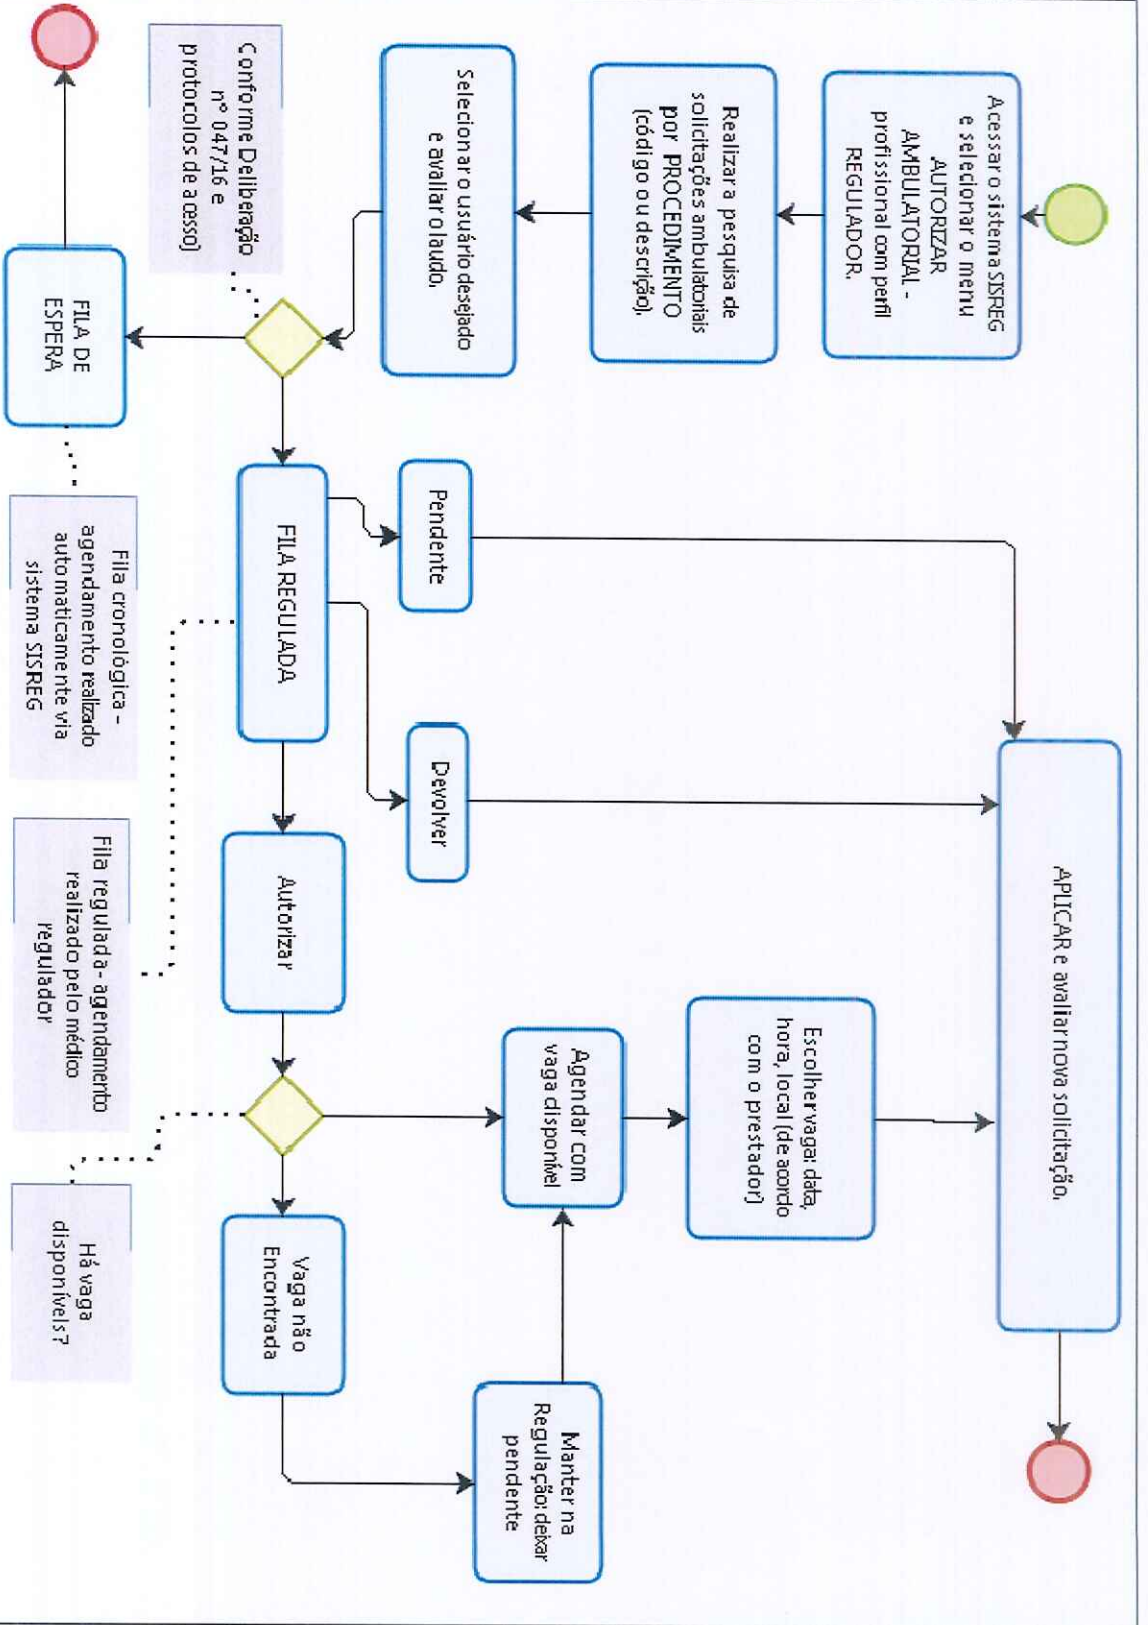 Acessar o sistema SISREG
e selecionar o menu
AUTORIZAR
AMBULATORIAL -
profissional com perfil
REGULADOR.
Realizar a pesquisa de
solicitações ambulatoriais
por PROCEDIMENTO
(código ou descrição).
Selecionar o usuário desejado
e avaliar o laudo.
Conforme Deliberação
nº 047/16 e
protocolos de acesso)
FILA DE
ESPERA
Fila cronológica -
agendamento realizado
automaticamente via
sistema SISREG
FILA REGULADA
Fila regulada- agendamento
realizado pelo médico
regulador
Pendente
Devolver
Autorizar
Há vaga
disponíveis?
Vaga não
Encontrada
Manter na
Regulação: deixar
pendente
Agendar com
vaga disponível
Escolher vaga: data,
hora, local (de acordo
com o prestador)
APLICAR e avaliar nova solicitação.